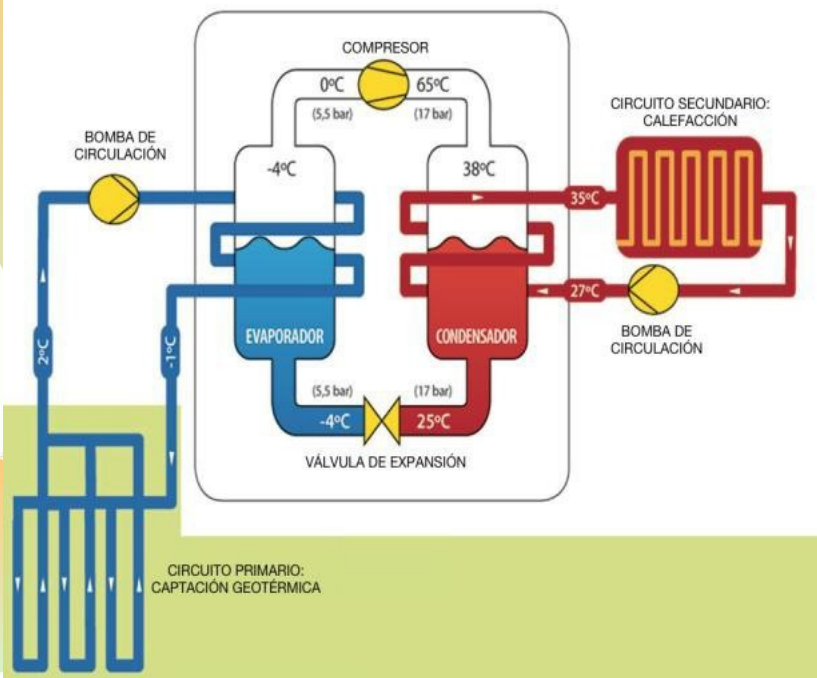 COMPRESOR
0ºC
65ºC
(5,5 bar)
(17 bar)
CIRCUITO SECUNDARIO:
CALEFACCIÓN
BOMBA DE
CIRCULACIÓN
-4ºC
38ºC
35ºC
27ºC
EVAPORADOR
CONDENSADOR
BOMBA DE
CIRCULACIÓN
2ºC
-1ºC
(5,5 bar)
(17 bar)
-4ºC
25ºC
VÁLVULA DE EXPANSIÓN
CIRCUITO PRIMARIO:
CAPTACIÓN GEOTÉRMICA